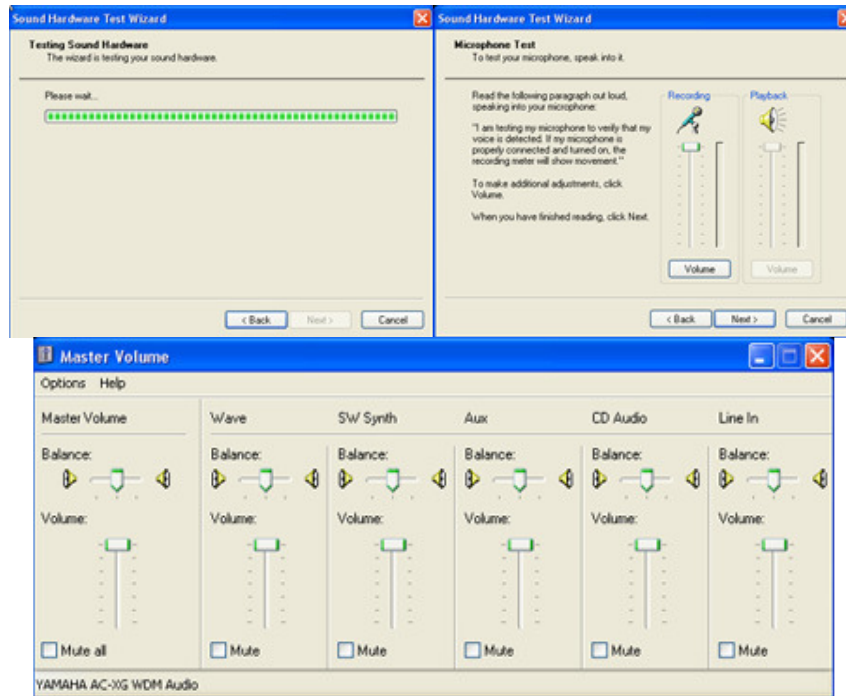 Sound Hardware Test Wizard
Testing Sound Hardware
The wizard is testing your sound hardware.
Please wait...
< Back
Next >
Cancel
Sound Hardware Test Wizard
Microphone Test
To test your microphone, speak into it.
Read the following paragraph out loud,
speaking into your microphone:
"I am testing my microphone to verify that my
voice is detected. If my microphone is
properly connected and turned on, the
recording meter will show movement."
To make additional adjustments, click
Volume.
When you have finished reading, click Next.
Recording
Playback
Volume
Volume
< Back
Next >
Cancel
Master Volume
Options Help
Master Volume
Wave
SW Synth
Aux
CD Audio
Line In
Balance:
Balance:
Balance:
Balance:
Balance:
Balance:
Volume:
Volume:
Volume:
Volume:
Volume:
Volume:
Mute all
Mute
Mute
Mute
Mute
Mute
YAMAHA AC-XG WDM Audio